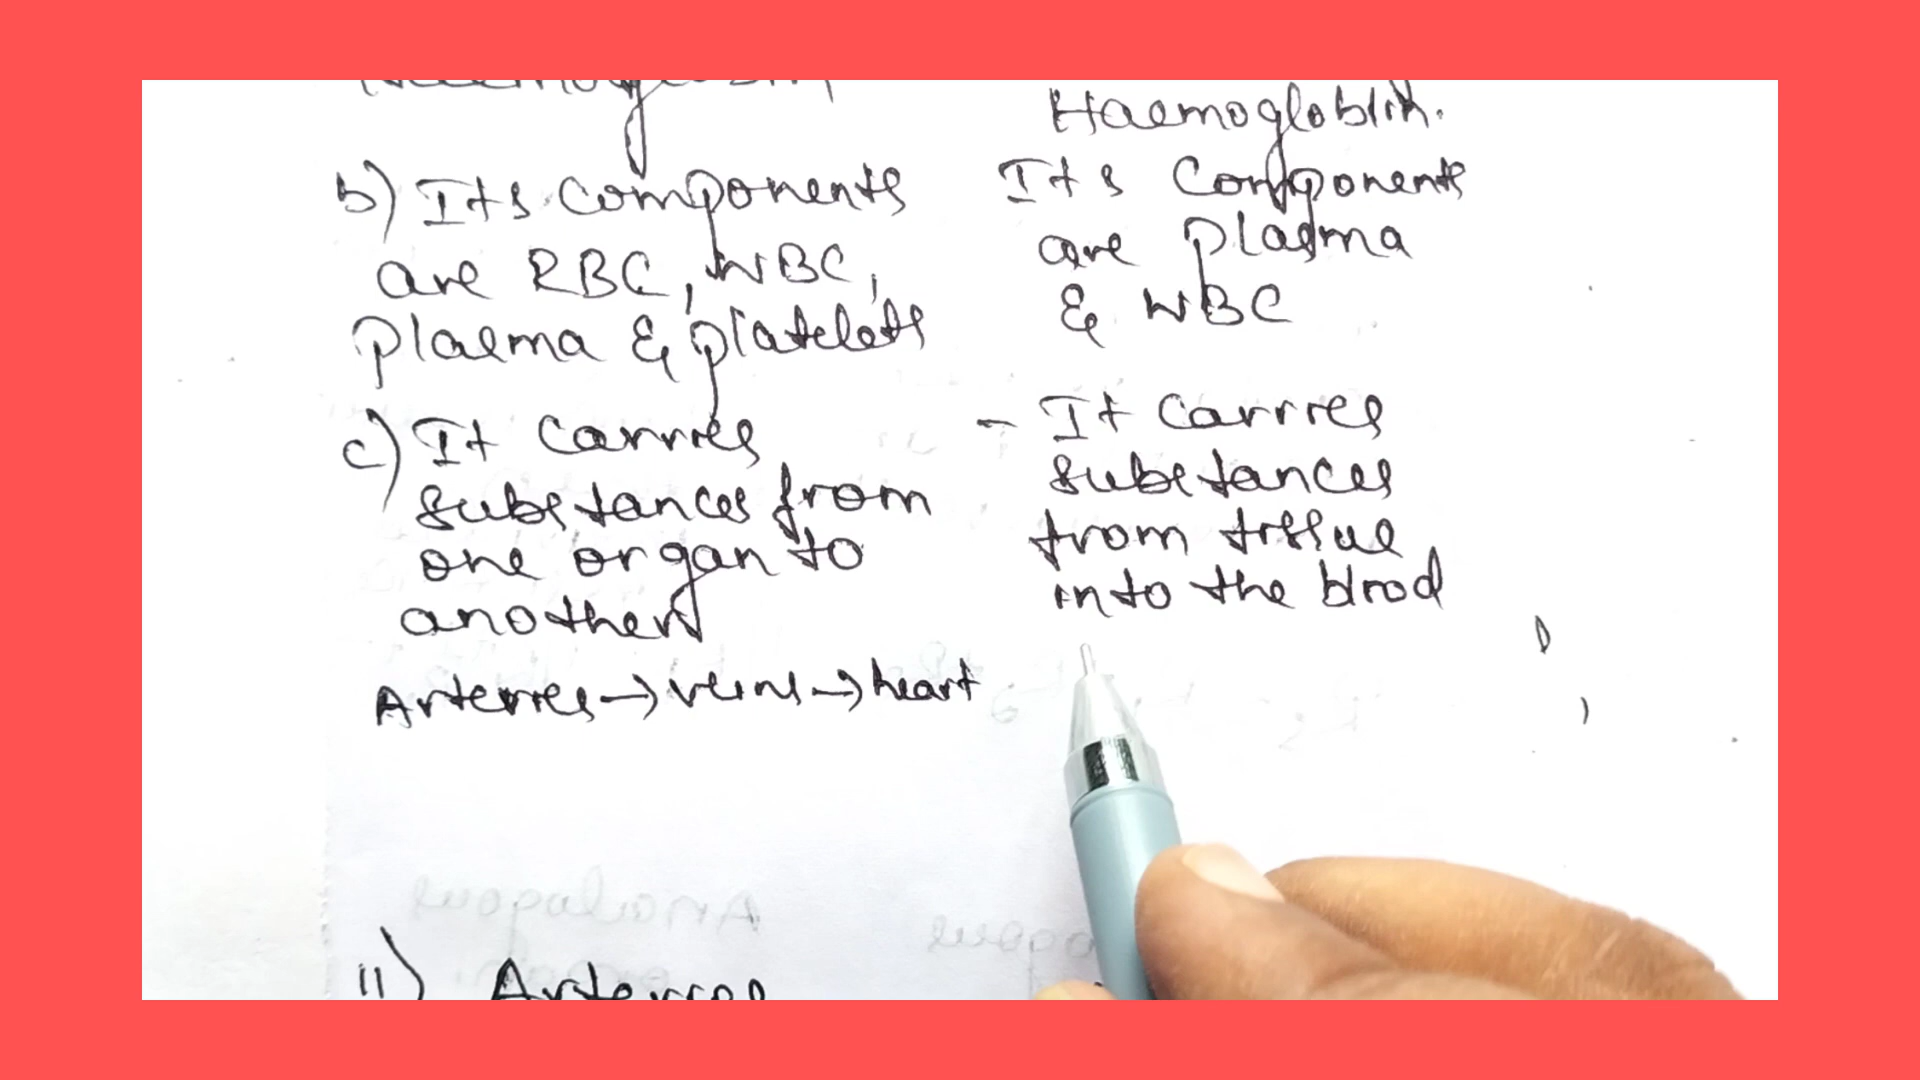 Haemoglobin.
b) Its components
are RBC, WBC,
plasma & platelets
c) It carries
substances from
one organ to
another
Arteries → veins → heart
Its components
are plasma
& WBC
- It carries
substances
from tissue
into the blood
ii) Arteries